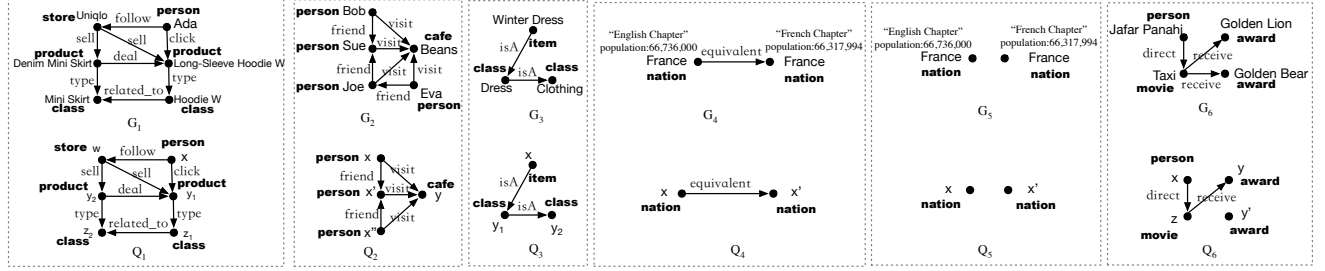 store Uniqlo follow person Ada
sell sell click
product deal product
Denim Mini Skirt Long-Sleeve Hoodie W
type type
Mini Skirt related_to Hoodie W
class class
G1
person Bob visit
cafe
person Sue visit Beans
friend visit visit
person Joe Eva
friend person
G2
Winter Dress
isA item
class isA class
Dress Clothing
G3
“English Chapter” “French Chapter”
population:66,736,000 population:66,317,994
France equivalent France
nation nation
G4
“English Chapter” “French Chapter”
population:66,736,000 population:66,317,994
France France
nation nation
G5
person
Jafar Panahi Golden Lion
award
direct receive
Taxi Golden Bear
movie receive award
G6
store w follow person x
sell sell click
product deal product
y2 y1
type type
z2 related_to z1
class class
Q1
person x visit
friend cafe
person x' visit y
friend visit
person x''
Q2
x
isA item
class isA class
y1 y2
Q3
x equivalent x'
nation nation
Q4
x x'
nation nation
Q5
person
x y
award
direct receive
z y'
movie award
Q6